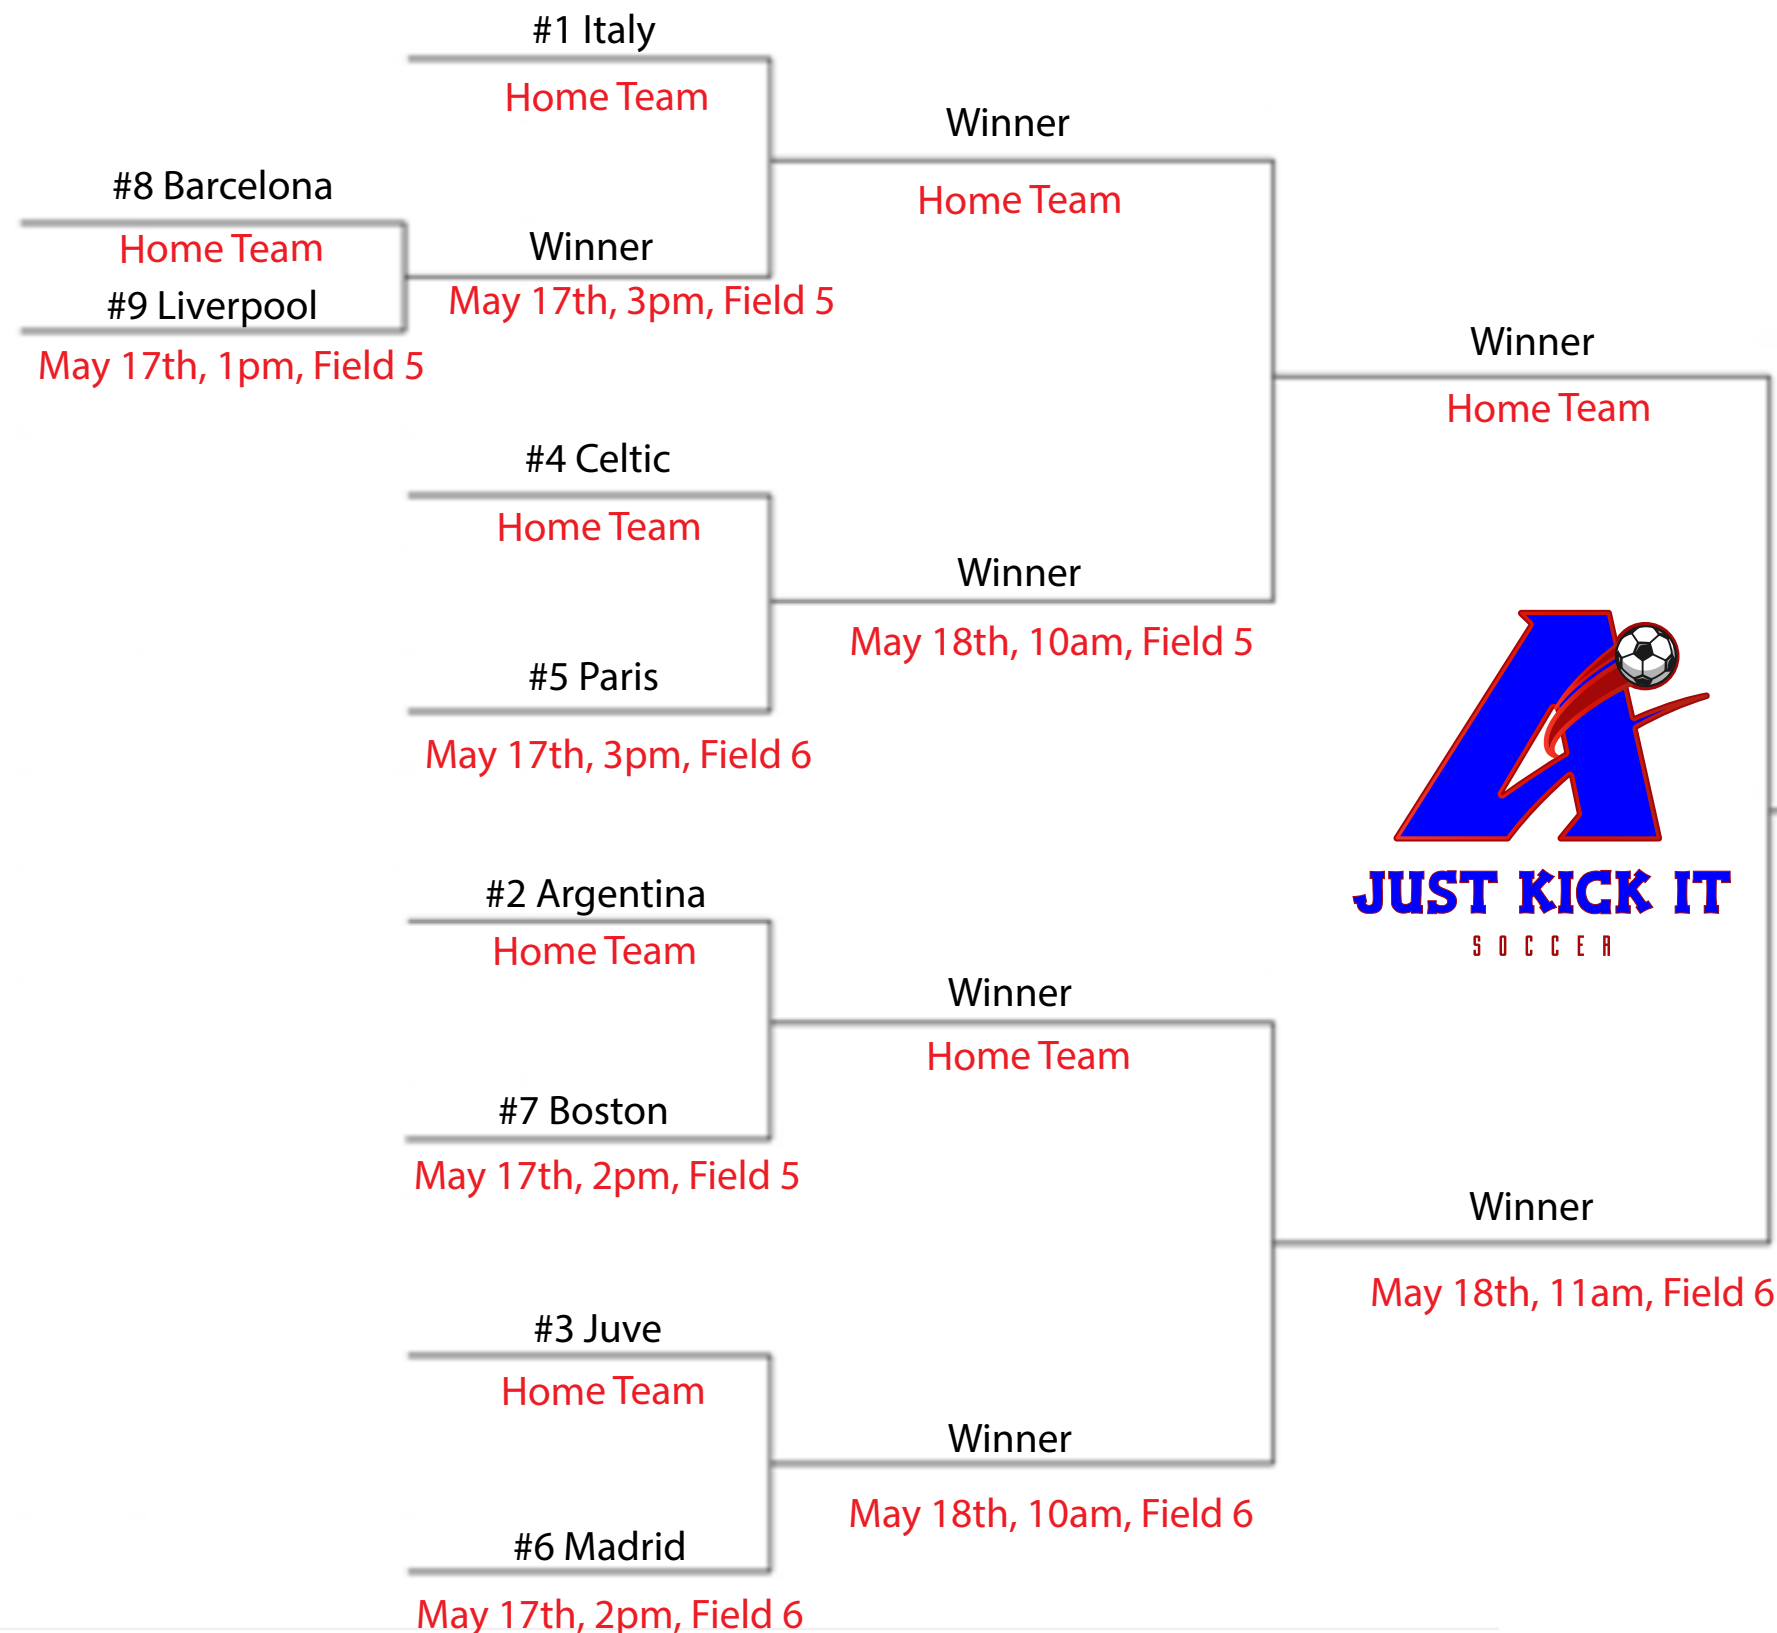 #1 Italy
Home Team
Winner
Home Team
#8 Barcelona
Home Team
#9 Liverpool
May 17th, 1pm, Field 5
Winner
May 17th, 3pm, Field 5
Winner
Home Team
#4 Celtic
Home Team
Winner
May 18th, 10am, Field 5
#5 Paris
May 17th, 3pm, Field 6
JUST KICK IT
SOCCER
#2 Argentina
Home Team
Winner
Home Team
#7 Boston
May 17th, 2pm, Field 5
Winner
May 18th, 11am, Field 6
#3 Juve
Home Team
Winner
May 18th, 10am, Field 6
#6 Madrid
May 17th, 2pm, Field 6